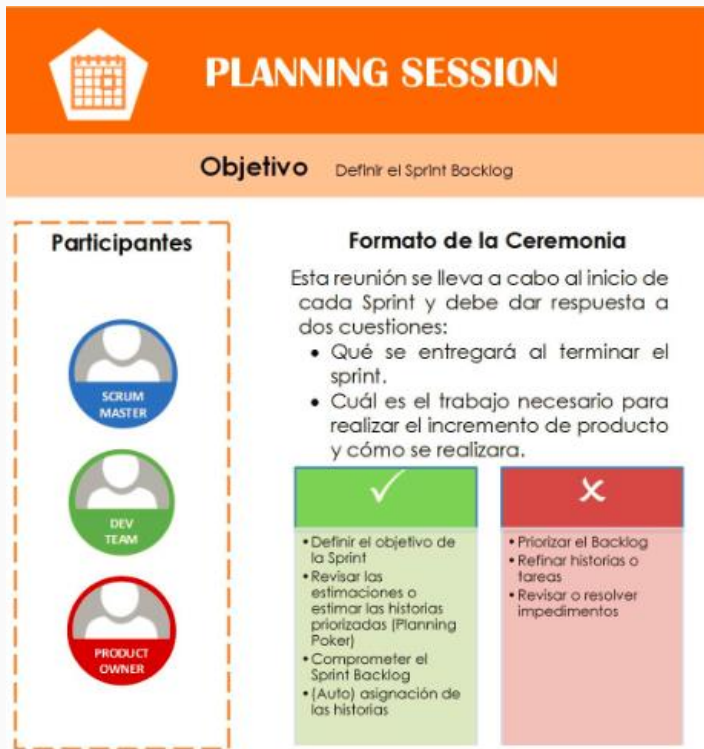 PLANNING SESSION
Objetivo Definir el Sprint Backlog
Participantes
SCRUM
MASTER
DEV
TEAM
PRODUCT
OWNER
Formato de la Ceremonia
Esta reunión se lleva a cabo al inicio de
cada Sprint y debe dar respuesta a
dos cuestiones:
• Qué se entregará al terminar el
sprint.
• Cuál es el trabajo necesario para
realizar el incremento de producto
y cómo se realizara.
• Definir el objetivo de
la Sprint
• Revisar las
estimaciones o
estimar las historias
priorizadas (Planning
Poker)
• Comprometer el
Sprint Backlog
• (Auto) asignación de
las historias
• Priorizar el Backlog
• Refinar historias o
tareas
• Revisar o resolver
impedimentos